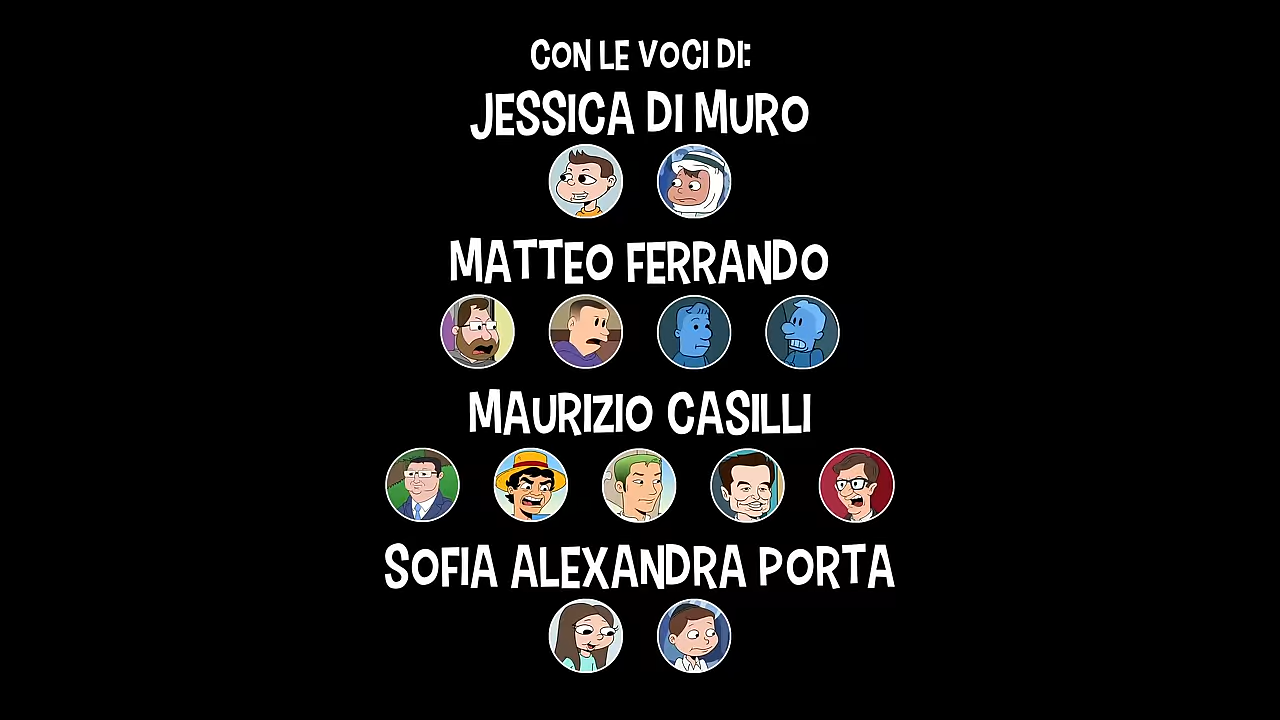 CON LE VOCI DI:
JESSICA DI MURO
MATTEO FERRANDO
MAURIZIO CASILLI
SOFIA ALEXANDRA PORTA